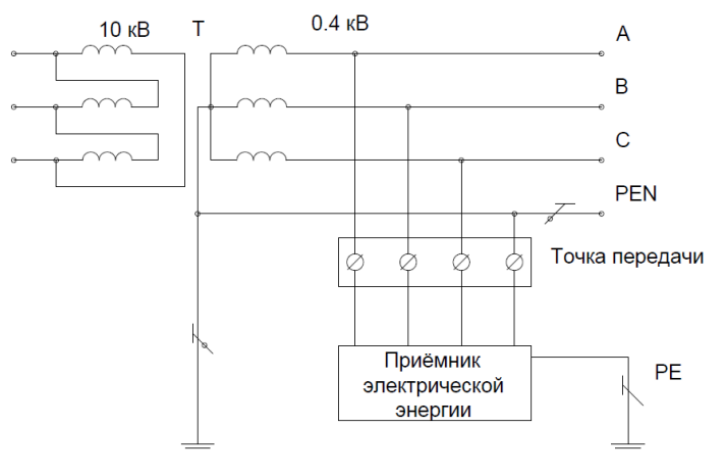 10 кВ
T
0.4 кВ
A
B
C
PEN
Точка передачи
Приёмник
электрической
энергии
PE